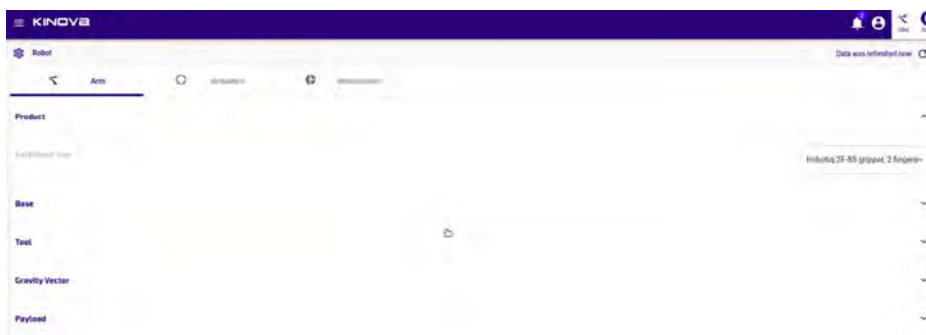 KINOVA
Robot
Data was refreshed now
Arm
Actuators
Product
Robotiq 2F-85 gripper, 2 fingers
Base
Tool
Gravity Vector
Payload